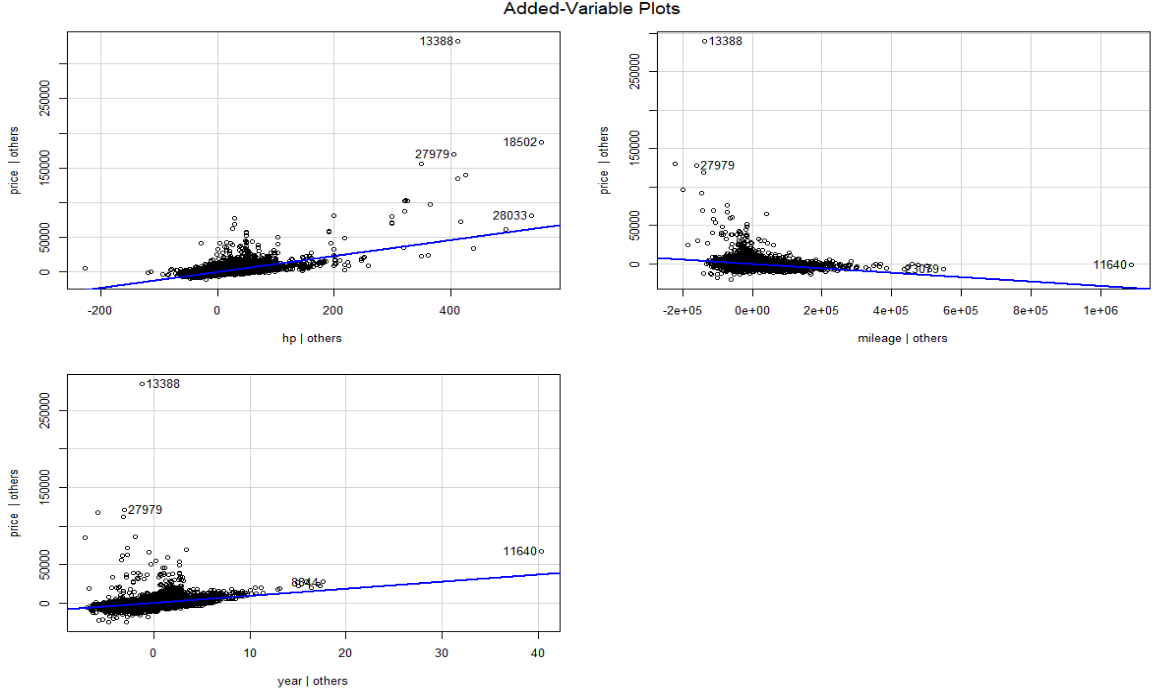 Added-Variable Plots
price | others
250000
150000
50000
0
13388
18502
27979
28033
-200
0
200
400
hp | others
price | others
250000
150000
50000
0
13388
27979
11640
-2e+05
0e+00
2e+05
4e+05
6e+05
8e+05
1e+06
mileage | others
price | others
250000
150000
50000
0
13388
27979
11640
8844
0
10
20
30
40
year | others